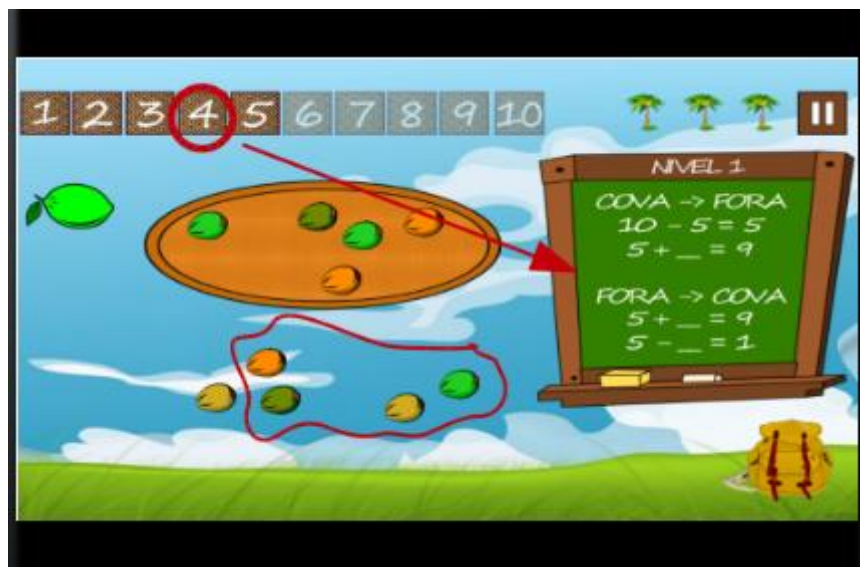 1 2 3 4 5 6 7 8 9 10
NIVEL 1
COVA -> FORA
10 - 5 = 5
5 + __ = 9
FORA -> COVA
5 + __ = 9
5 - __ = 1